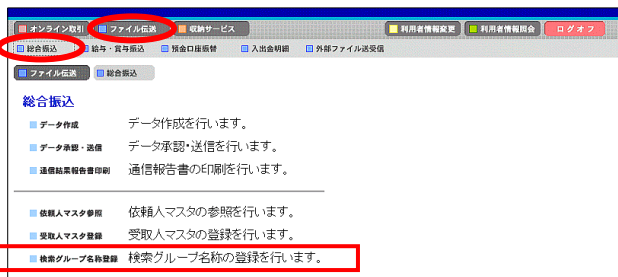 オンライン取引 ファイル伝送 収納サービス 利用者情報変更 利用者情報照会 ログオフ
総合振込 給与・賞与振込 預金口座振替 入出金明細 外部ファイル送受信
ファイル伝送 総合振込
総合振込
データ作成 データ作成を行います。
データ承認・送信 データ承認・送信を行います。
通信結果報告書印刷 通信報告書の印刷を行います。
依頼人マスタ参照 依頼人マスタの参照を行います。
受取人マスタ登録 受取人マスタの登録を行います。
検索グループ名称登録 検索グループ名称の登録を行います。